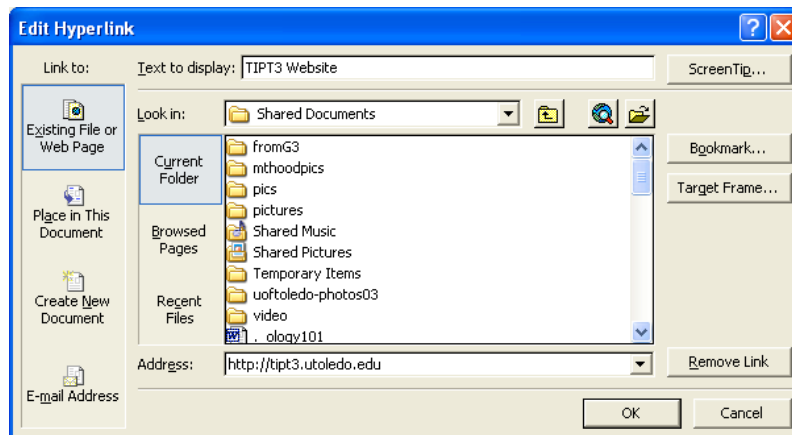 Edit Hyperlink
Link to:
Text to display: TIPT3 Website
ScreenTip...
Existing File or
Web Page
Look in: Shared Documents
Current
Folder
fromG3
mthoodpics
pics
pictures
Shared Music
Shared Pictures
Temporary Items
uoftoledo-photos03
video
._ology101
Bookmark...
Target Frame...
Place in This
Document
Browsed
Pages
Create New
Document
Recent
Files
E-mail Address
Address: http://tipt3.utoledo.edu
Remove Link
OK
Cancel